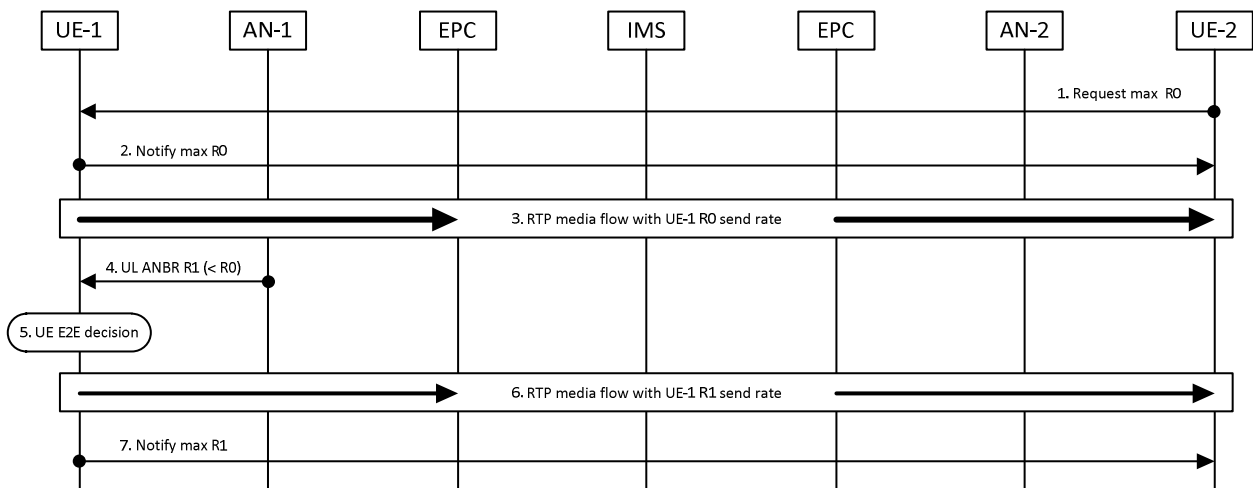 UE-1
AN-1
EPC
IMS
EPC
AN-2
UE-2
1. Request max R0
2. Notify max R0
3. RTP media flow with UE-1 R0 send rate
4. UL ANBR R1 (< R0)
5. UE E2E decision
6. RTP media flow with UE-1 R1 send rate
7. Notify max R1